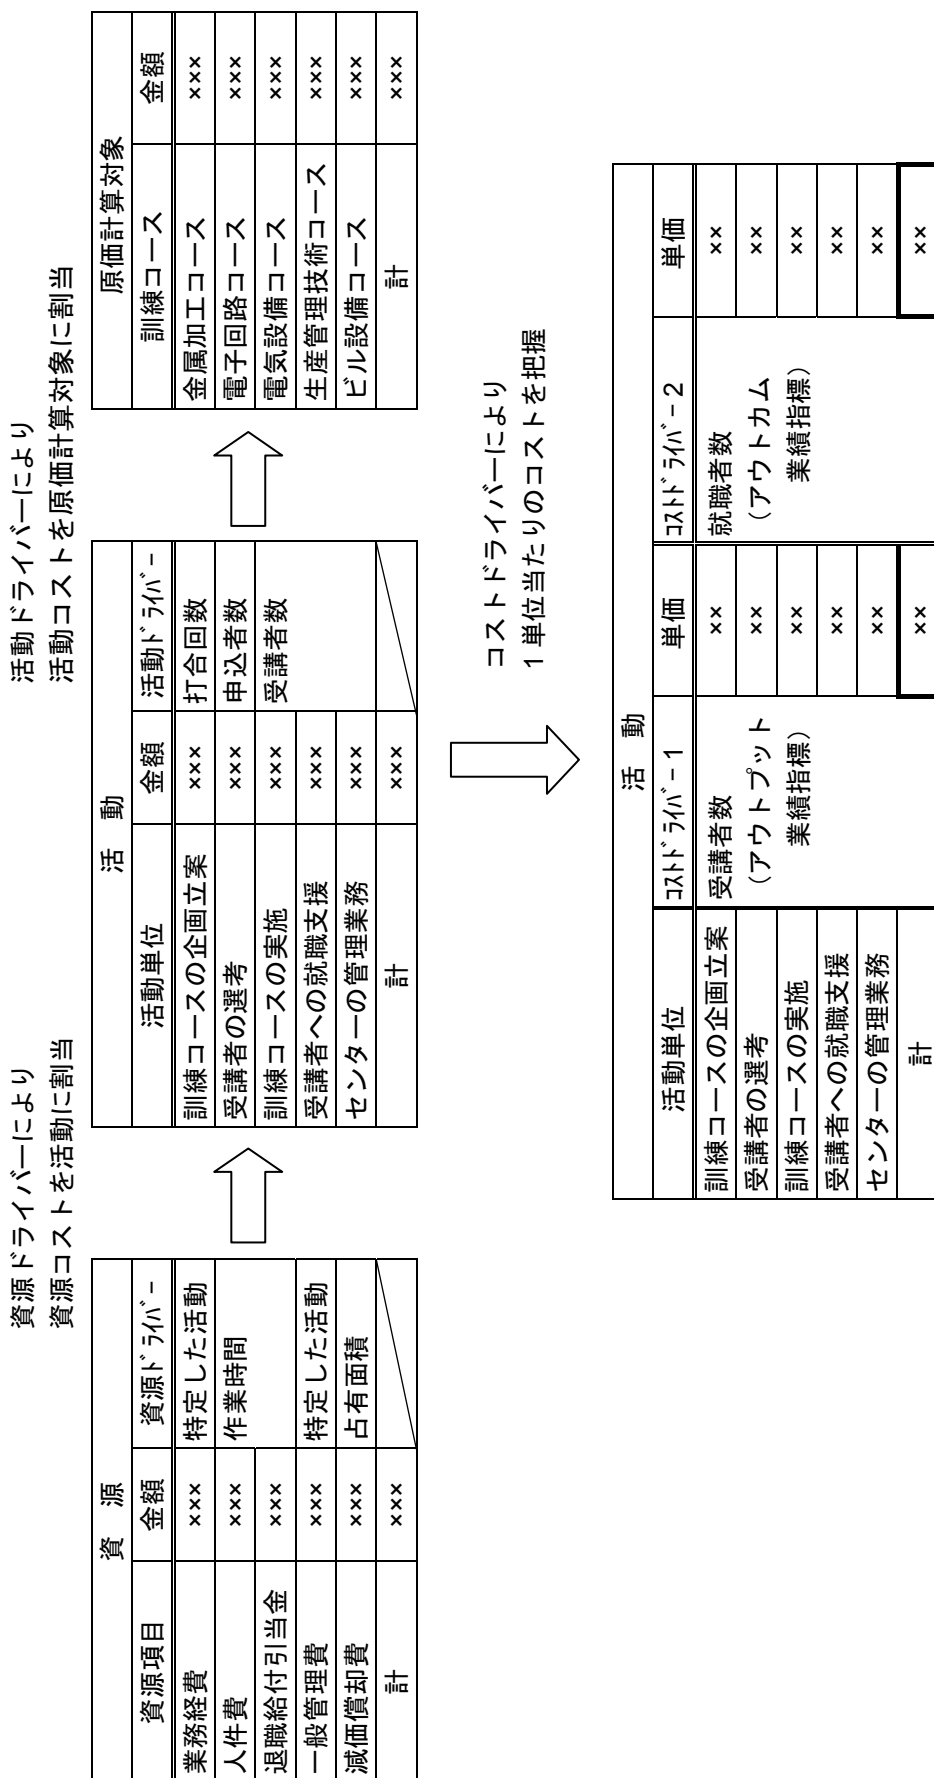 資源ドライバーにより
資源コストを活動に割当
活動ドライバーにより
活動コストを原価計算対象に割当
資　源
資源項目 金額 資源ﾄﾞﾗｲﾊﾞｰ
業務経費 ××× 特定した活動
人件費 ××× 作業時間
退職給付引当金 ×××
一般管理費 ××× 特定した活動
減価償却費 ××× 占有面積
計 ×××
活　動
活動単位 金額 活動ﾄﾞﾗｲﾊﾞｰ
訓練コースの企画立案 ××× 打合回数
受講者の選考 ××× 申込者数
訓練コースの実施 ××× 受講者数
受講者への就職支援 ×××
センターの管理業務 ×××
計 ×××
原価計算対象
訓練コース 金額
金属加工コース ×××
電子回路コース ×××
電気設備コース ×××
生産管理技術コース ×××
ビル設備コース ×××
計 ×××
コストドライバーにより
１単位当たりのコストを把握
活　動
活動単位 ｺｽﾄﾄﾞﾗｲﾊﾞｰ１ 単価 ｺｽﾄﾄﾞﾗｲﾊﾞｰ２ 単価
訓練コースの企画立案 受講者数 ×× 就職者数 ××
受講者の選考 （アウトプット ×× （アウトカム ××
訓練コースの実施 業績指標） ×× 業績指標） ××
受講者への就職支援 ×× ××
センターの管理業務 ×× ××
計 ×× ××